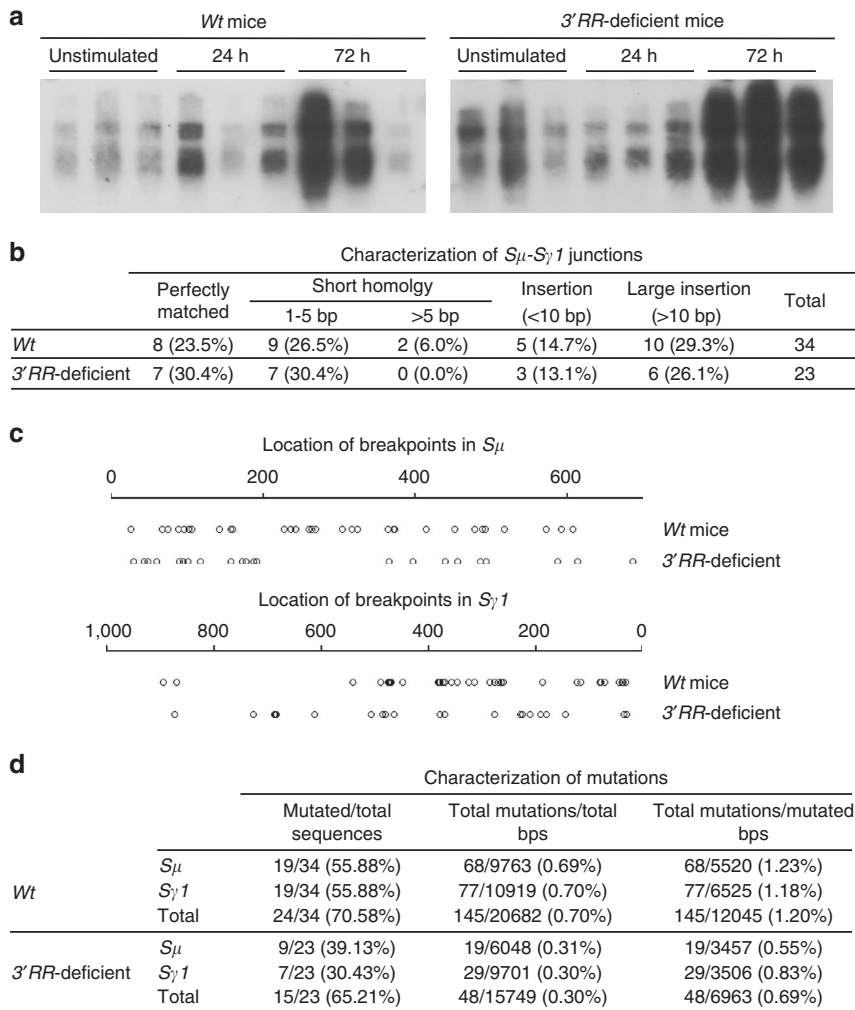 a
Wt mice 3′RR-deficient mice
Unstimulated 24 h 72 h Unstimulated 24 h 72 h
b
Characterization of Sμ-Sγ1 junctions
Perfectly matched Short homology Insertion (<10 bp) Large insertion (>10 bp) Total
1-5 bp >5 bp
Wt 8 (23.5%) 9 (26.5%) 2 (6.0%) 5 (14.7%) 10 (29.3%) 34
3′RR-deficient 7 (30.4%) 7 (30.4%) 0 (0.0%) 3 (13.1%) 6 (26.1%) 23
c
Location of breakpoints in Sμ
0 200 400 600
Wt mice
3′RR-deficient
Location of breakpoints in Sγ1
1,000 800 600 400 200 0
Wt mice
3′RR-deficient
d
Characterization of mutations
Mutated/total Total mutations/total Total mutations/mutated
sequences bps bps
Sμ 19/34 (55.88%) 68/9763 (0.69%) 68/5520 (1.23%)
Wt Sγ1 19/34 (55.88%) 77/10919 (0.70%) 77/6525 (1.18%)
Total 24/34 (70.58%) 145/20682 (0.70%) 145/12045 (1.20%)
Sμ 9/23 (39.13%) 19/6048 (0.31%) 19/3457 (0.55%)
3′RR-deficient Sγ1 7/23 (30.43%) 29/9701 (0.30%) 29/3506 (0.83%)
Total 15/23 (65.21%) 48/15749 (0.30%) 48/6963 (0.69%)